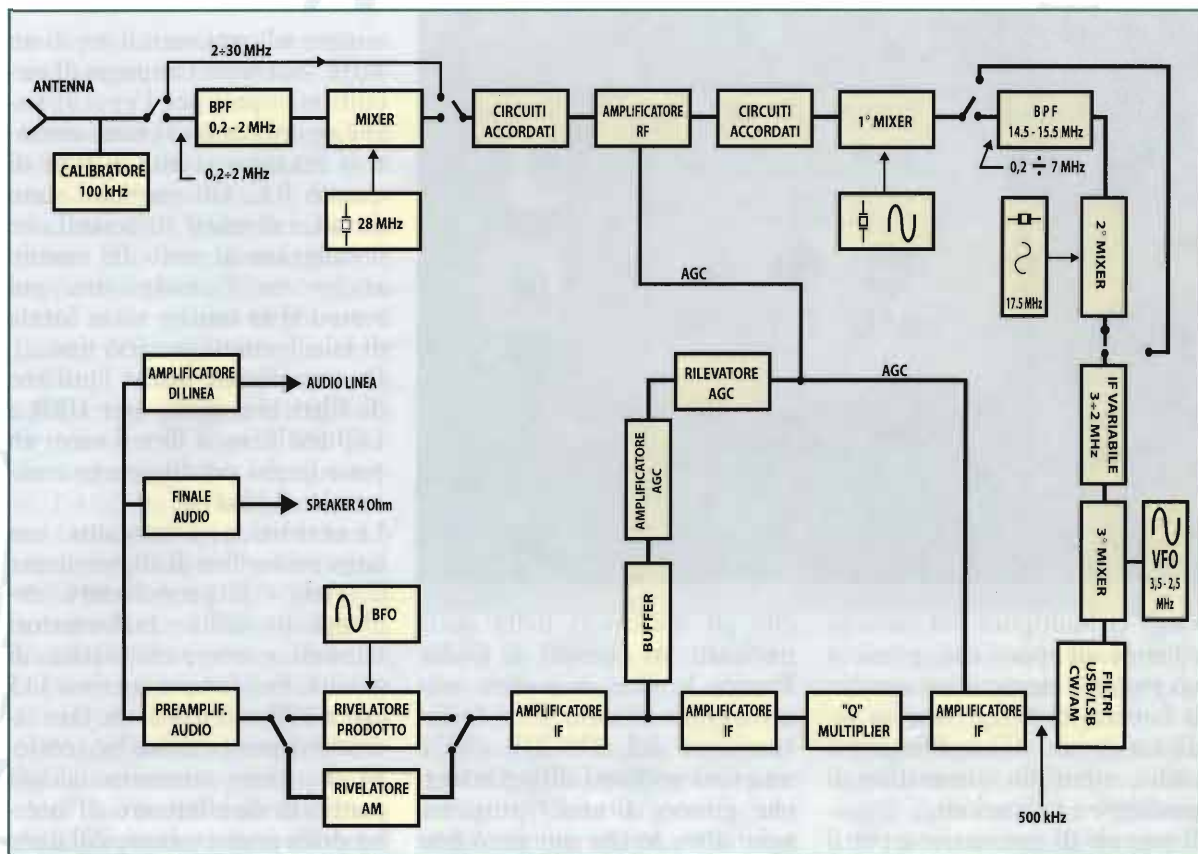 2÷30 MHz
ANTENNA
BPF
0,2 - 2 MHz
MIXER
CIRCUITI
ACCORDATI
AMPLIFICATORE
RF
CIRCUITI
ACCORDATI
1° MIXER
BPF
14.5 - 15.5 MHz
CALIBRATORE
100 kHz
0,2÷2 MHz
28 MHz
0,2 ÷ 7 MHz
17.5 MHz
2° MIXER
AGC
AGC
AMPLIFICATORE
DI LINEA
AUDIO LINEA
RILEVATORE
AGC
IF VARIABILE
3÷2 MHz
AMPLIFICATORE
AGC
FINALE
AUDIO
SPEAKER 4 Ohm
3° MIXER
VFO
3,5 - 2,5
MHz
BUFFER
BFO
FILTRI
USB/LSB
CW/AM
PREAMPLIF.
AUDIO
RIVELATORE
PRODOTTO
AMPLIFICATORE
IF
AMPLIFICATORE
IF
"Q"
MULTIPLIER
AMPLIFICATORE
IF
RIVELATORE
AM
500 kHz